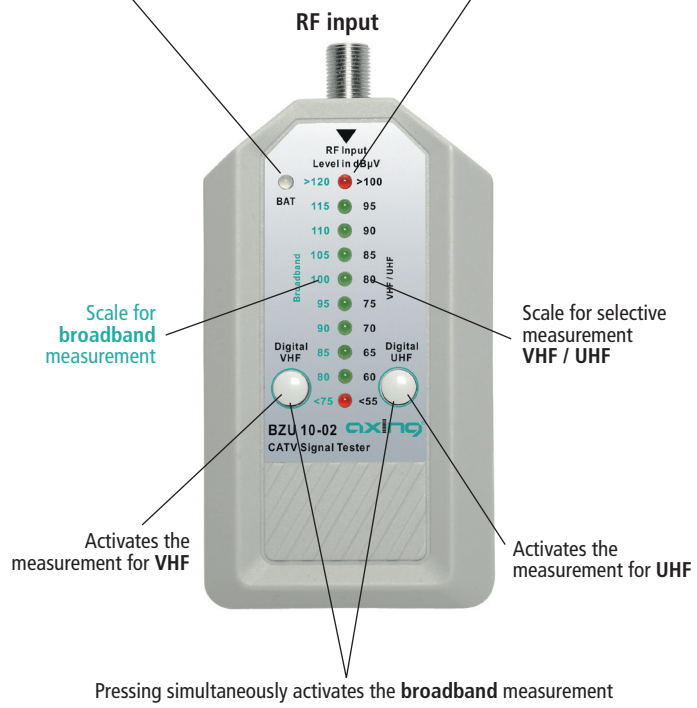 RF input
RF Input
Level in dBµV
>120 >100
BAT
115 95
110 90
105 85
100 80
95 75
90 70
85 65
80 60
<75 <55
Broadband
VHF / UHF
Digital
VHF
Digital
UHF
BZU 10-02 axing
CATV Signal Tester
Scale for
broadband
measurement
Scale for selective
measurement
VHF / UHF
Activates the
measurement for VHF
Activates the
measurement for UHF
Pressing simultaneously activates the broadband measurement